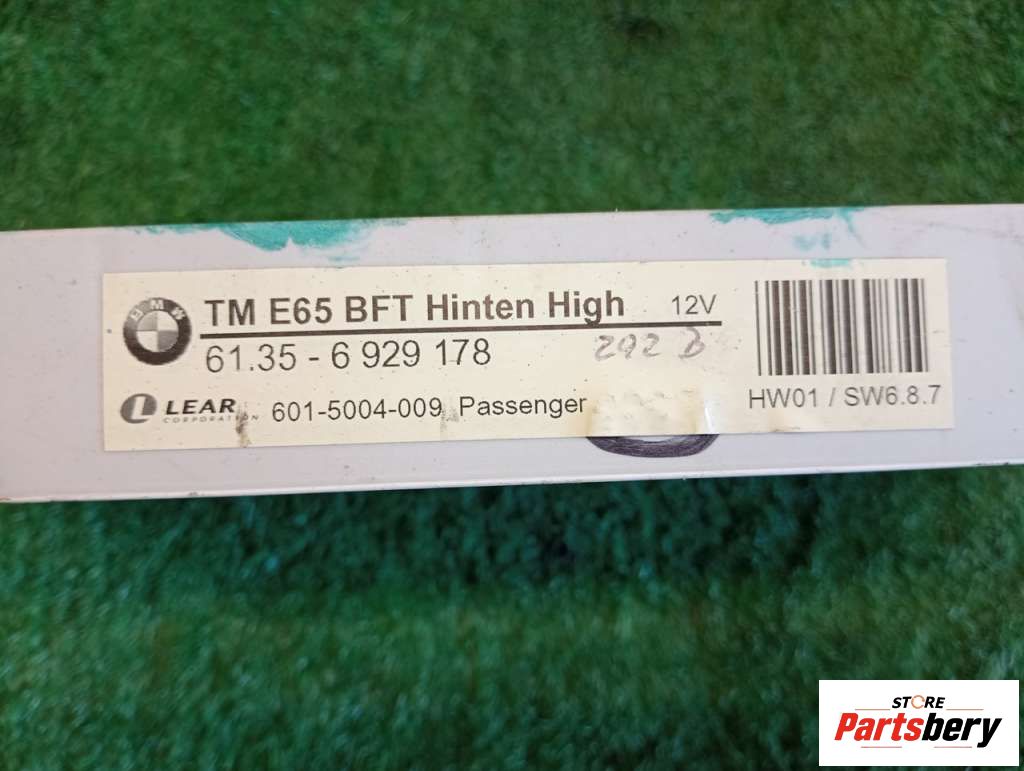 BMW
TM E65 BFT Hinten High 12V
61.35 - 6 929 178
292 D
LEAR
CORPORATION
601-5004-009 Passenger
HW01 / SW6.8.7
STORE
Partsbery